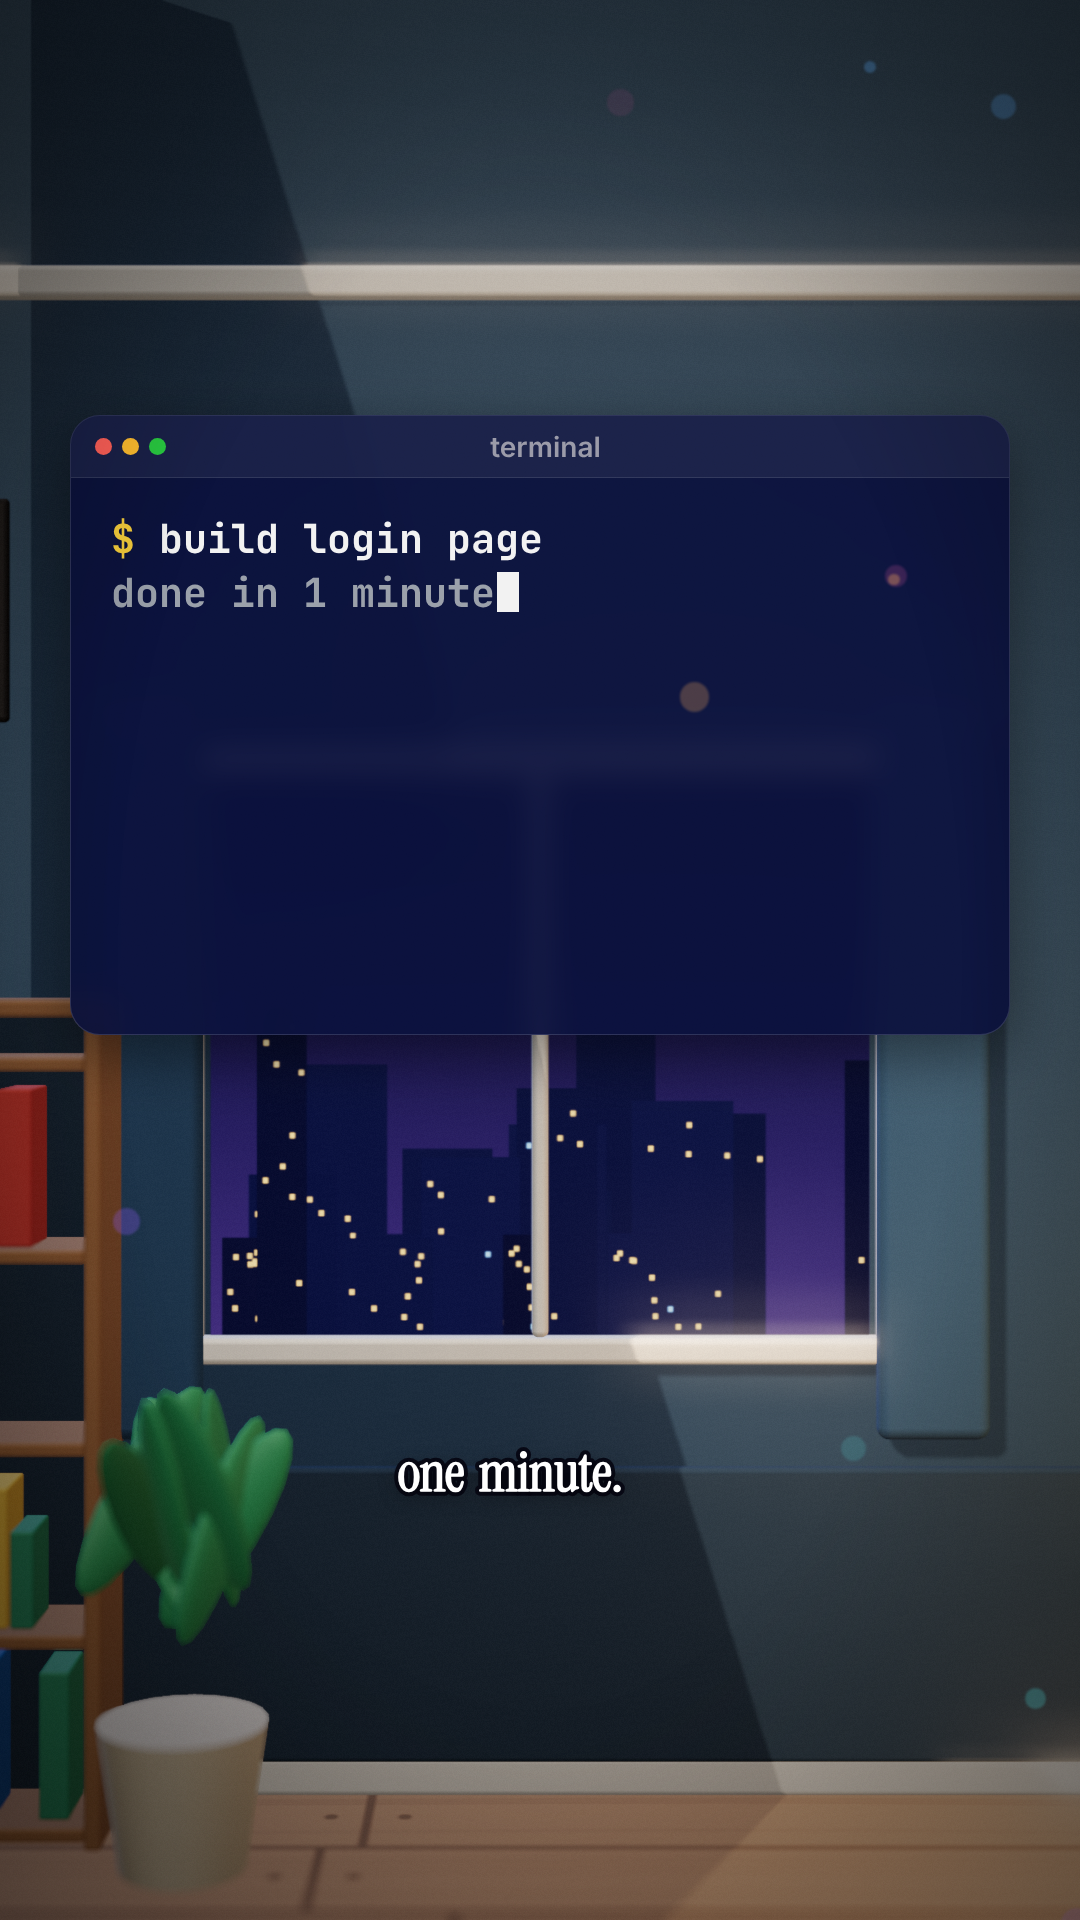 terminal
$ build login page
done in 1 minute
one minute.